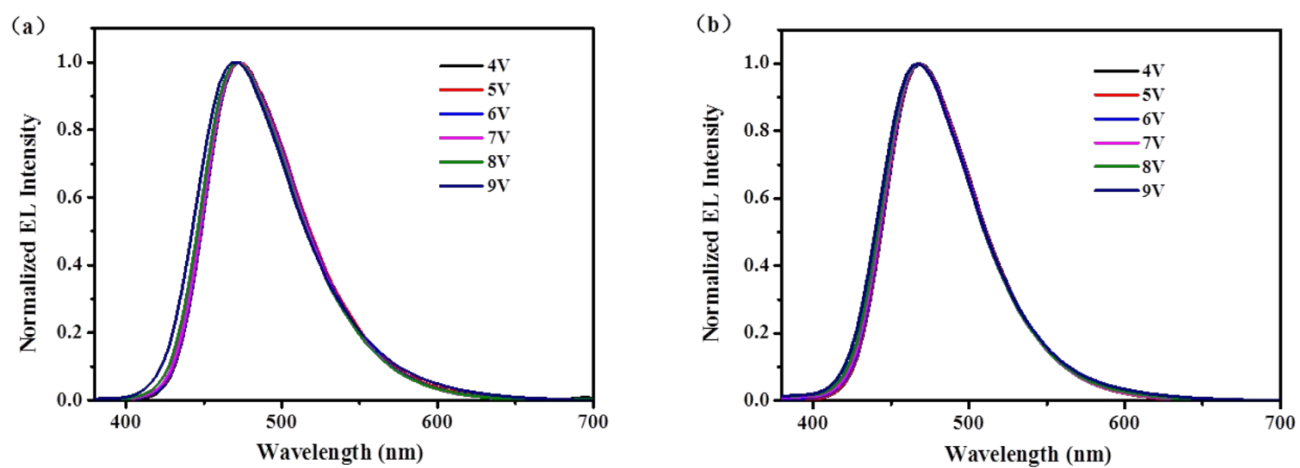 (a)
Normalized EL Intensity
1.0
0.8
0.6
0.4
0.2
0.0
4V
5V
6V
7V
8V
9V
400
500
600
700
Wavelength (nm)
(b)
Normalized EL Intensity
1.0
0.8
0.6
0.4
0.2
0.0
4V
5V
6V
7V
8V
9V
400
500
600
700
Wavelength (nm)